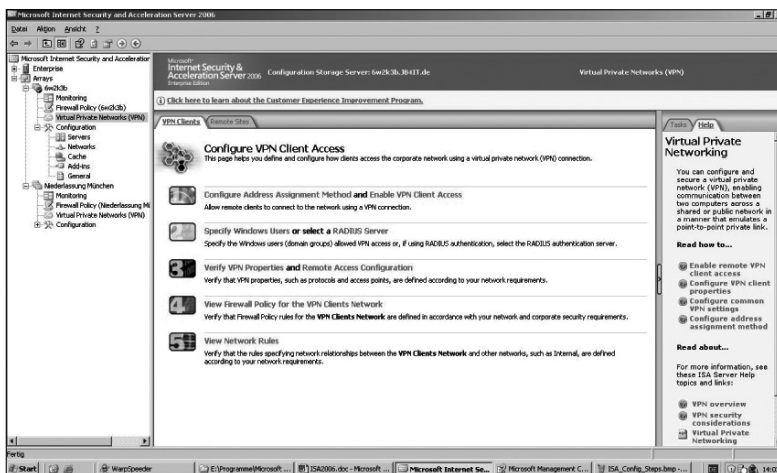 Microsoft Internet Security and Acceleration Server 2006
Datei Aktion Ansicht ?
Microsoft Internet Security and Acceleration
Enterprise
Arrays
6w2k3b
Monitoring
Firewall Policy (6w2k3b)
Virtual Private Networks (VPN)
Configuration
Servers
Networks
Cache
Add-ins
General
Niederlassung München
Monitoring
Firewall Policy (Niederlassung Mü
Virtual Private Networks (VPN)
Configuration
Microsoft
Internet Security &
Acceleration Server 2006
Enterprise Edition
Configuration Storage Server: 6w2k3b.JB4IT.de
Virtual Private Networks (VPN)
Click here to learn about the Customer Experience Improvement Program.
VPN Clients
Remote Sites
Configure VPN Client Access
This page helps you define and configure how clients access the corporate network using a virtual private network (VPN) connection.
Configure Address Assignment Method and Enable VPN Client Access
Allow remote clients to connect to the network using a VPN connection.
2
Specify Windows Users or select a RADIUS Server
Specify the Windows users (domain groups) allowed VPN access or, if using RADIUS authentication, select the RADIUS authentication server.
3
Verify VPN Properties and Remote Access Configuration
Verify that VPN properties, such as protocols and access points, are defined according to your network requirements.
4
View Firewall Policy for the VPN Clients Network
Verify that Firewall Policy rules for the VPN Clients Network are defined in accordance with your network and corporate security requirements.
5
View Network Rules
Verify that the rules specifying network relationships between the VPN Clients Network and other networks, such as Internal, are defined
according to your network requirements.
Tasks
Help
Virtual Private
Networking
You can configure and
secure a virtual private
network (VPN), enabling
communication between
two computers across a
shared or public network in
a manner that emulates a
point-to-point private link.
Read how to...
Enable remote VPN
client access
Configure VPN client
properties
Configure common
VPN settings
Configure address
assignment method
Read about...
For more information, see
these ISA Server Help
topics and links:
VPN overview
VPN security
considerations
Virtual Private
Networking
Fertig
Start
WarpSpeeder
E:\Programme\Microsoft ...
ISA2006.doc - Microsoft ...
Microsoft Internet Se...
Microsoft Management C...
ISA_Config_Steps.bmp - ...